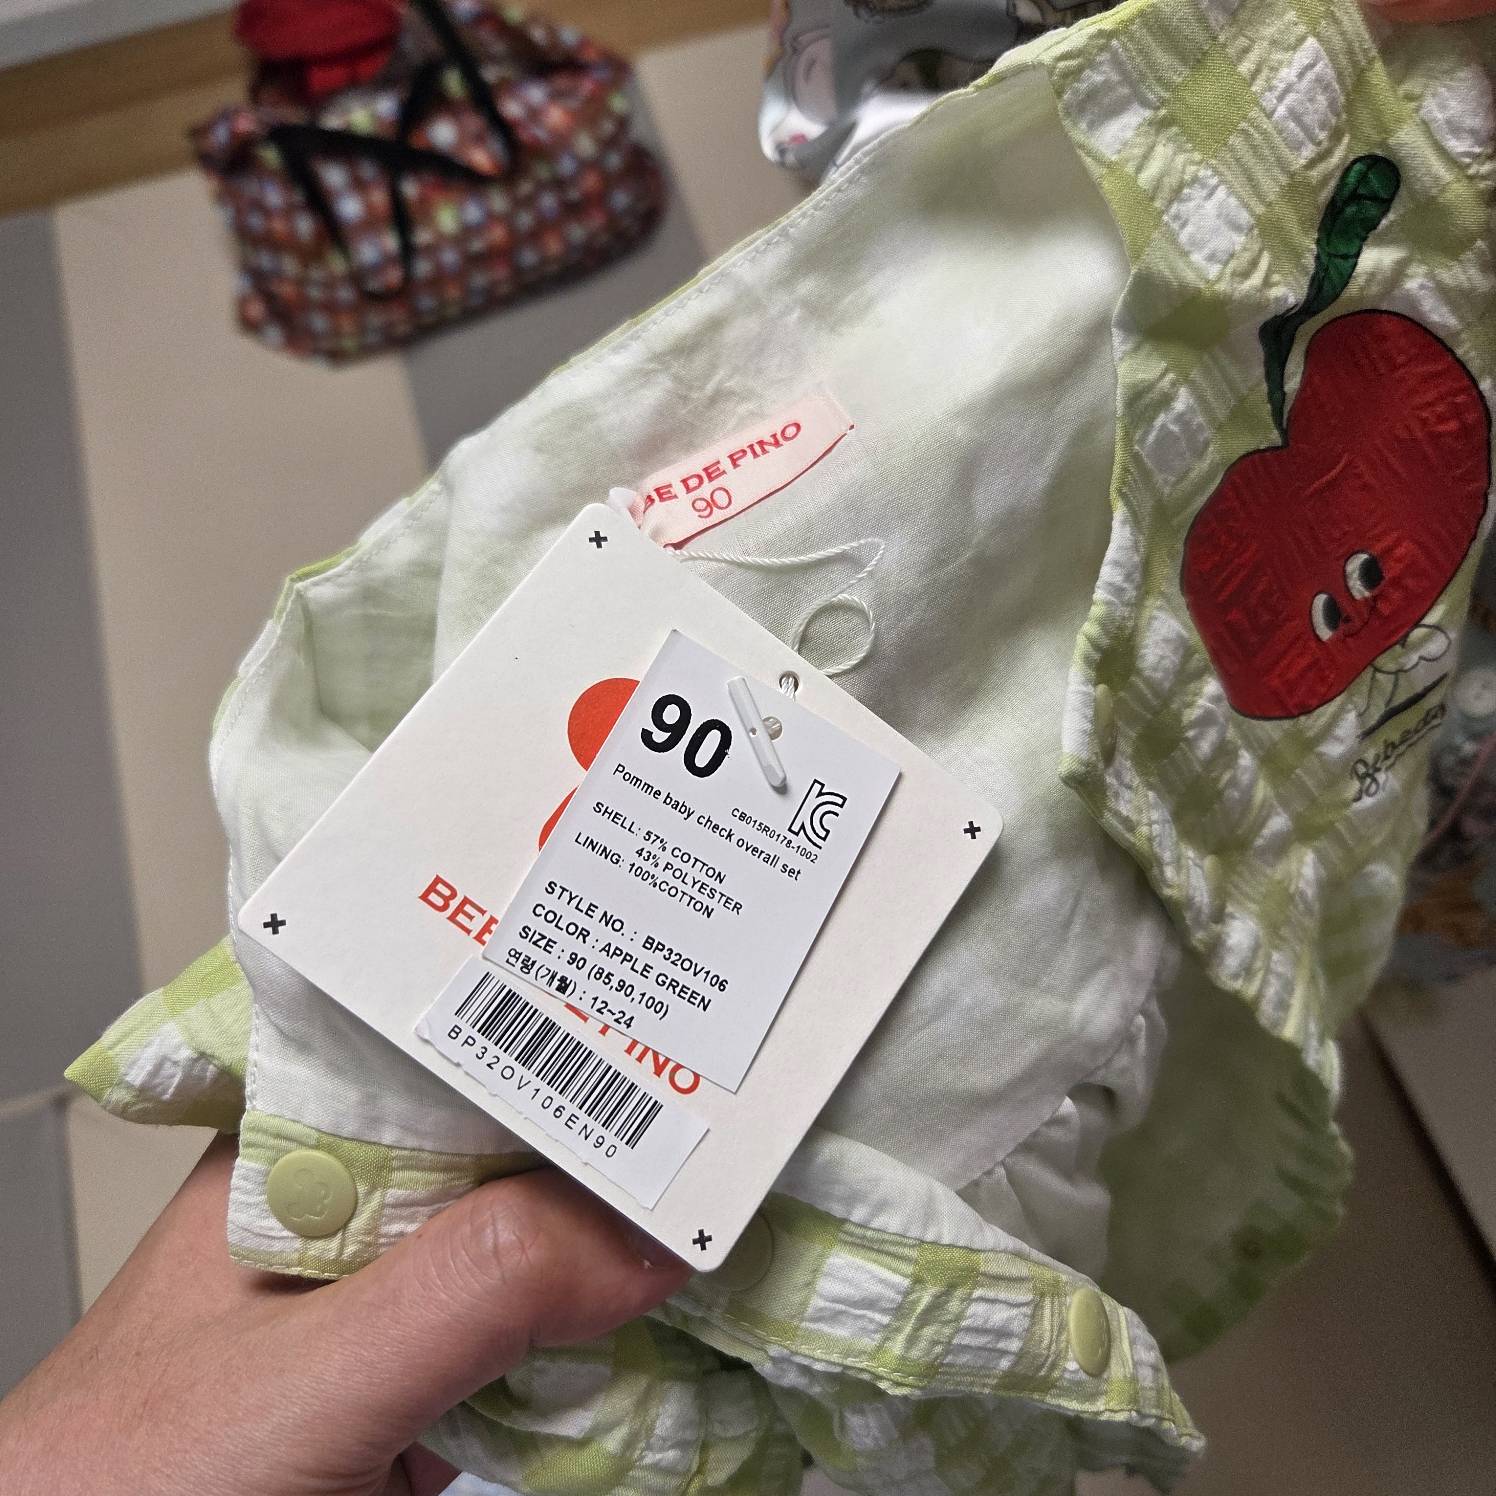 BE DE PINO
90
90
CB015R0178-1002
Pomme baby check overall set
SHELL: 57% COTTON
43% POLYESTER
LINING: 100%COTTON
STYLE NO. : BP32OV106
COLOR : APPLE GREEN
SIZE : 90 (85,90,100)
연령(개월) : 12~24
BP32OV106EN90
PINO